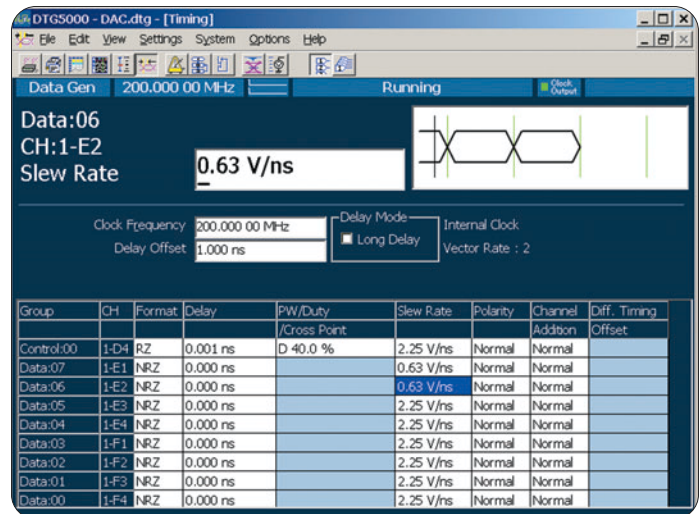 DTG5000 - DAC.dtg - [Timing]
File Edit View Settings System Options Help
Data Gen 200.000 00 MHz Running Clock Output
Data:06
CH:1-E2
Slew Rate 0.63 V/ns
Clock Frequency 200.000 00 MHz Delay Mode Internal Clock
Delay Offset 1.000 ns Long Delay Vector Rate : 2
Group CH Format Delay PW/Duty Slew Rate Polarity Channel Diff. Timing
/Cross Point Addition Offset
Control:00 1-D4 RZ 0.001 ns D 40.0 % 2.25 V/ns Normal Normal
Data:07 1-E1 NRZ 0.000 ns 0.63 V/ns Normal Normal
Data:06 1-E2 NRZ 0.000 ns 0.63 V/ns Normal Normal
Data:05 1-E3 NRZ 0.000 ns 2.25 V/ns Normal Normal
Data:04 1-E4 NRZ 0.000 ns 2.25 V/ns Normal Normal
Data:03 1-F1 NRZ 0.000 ns 2.25 V/ns Normal Normal
Data:02 1-F2 NRZ 0.000 ns 2.25 V/ns Normal Normal
Data:01 1-F3 NRZ 0.000 ns 2.25 V/ns Normal Normal
Data:00 1-F4 NRZ 0.000 ns 2.25 V/ns Normal Normal